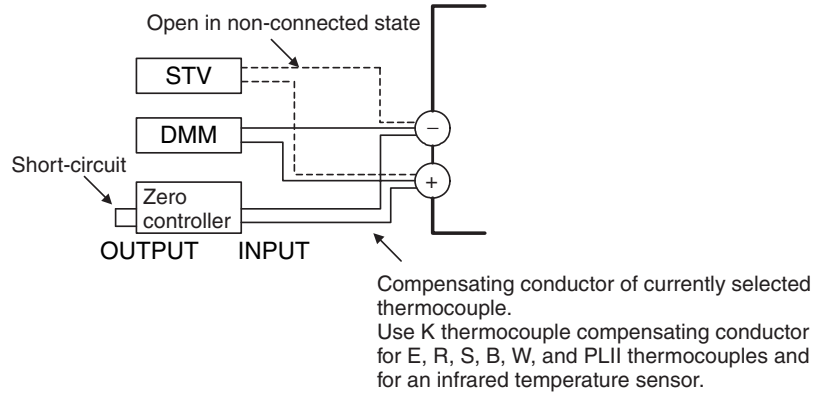 Open in non-connected state
STV
DMM
−
Short-circuit
+
Zero
controller
OUTPUT INPUT
Compensating conductor of currently selected
thermocouple.
Use K thermocouple compensating conductor
for E, R, S, B, W, and PLII thermocouples and
for an infrared temperature sensor.